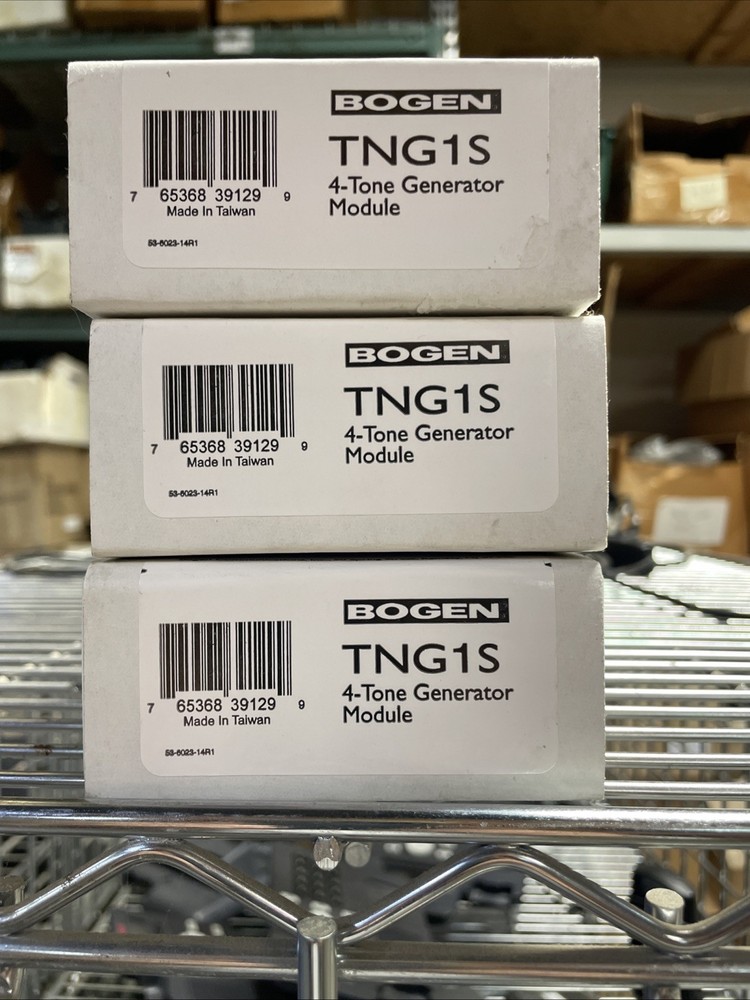 BOGEN
TNG1S
4-Tone Generator
Module
7 65368 39129 9
Made In Taiwan
53-6023-14R1
BOGEN
TNG1S
4-Tone Generator
Module
7 65368 39129 9
Made In Taiwan
53-6023-14R1
BOGEN
TNG1S
4-Tone Generator
Module
7 65368 39129 9
Made In Taiwan
53-6023-14R1